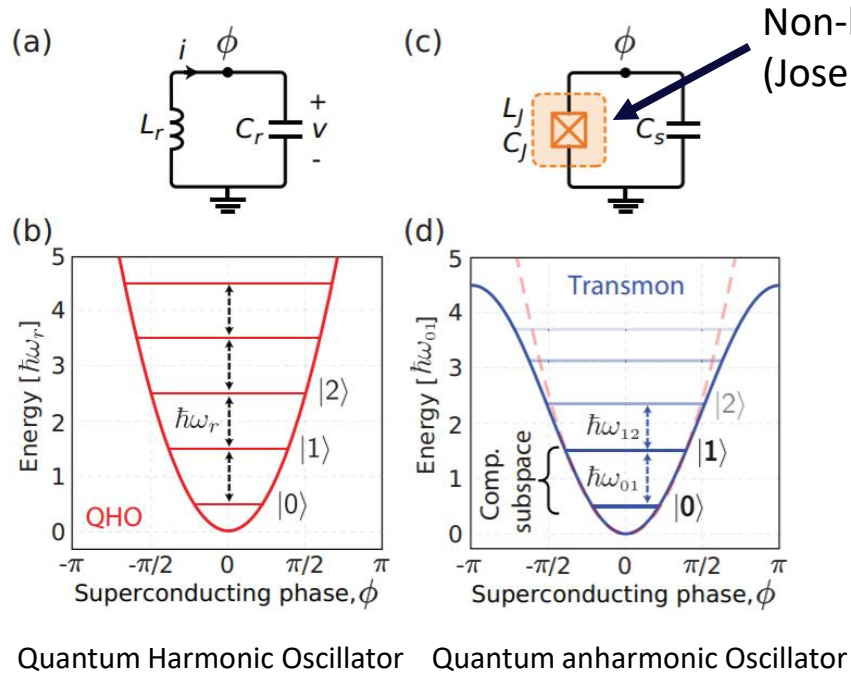 (a)
i
ϕ
L_r
C_r
+
v
-
(c)
ϕ
L_J
C_J
C_s
(b)
Energy [ℏω_r]
5
4
3
2
1
0
ℏω_r
|2⟩
|1⟩
|0⟩
QHO
-π -π/2 0 π/2 π
Superconducting phase, ϕ
(d)
Energy [ℏω_01]
5
4
3
2
1
0
Transmon
|2⟩
ℏω_12
|1⟩
Comp.
subspace
ℏω_01
|0⟩
-π -π/2 0 π/2 π
Superconducting phase, ϕ
Quantum Harmonic Oscillator
Quantum anharmonic Oscillator